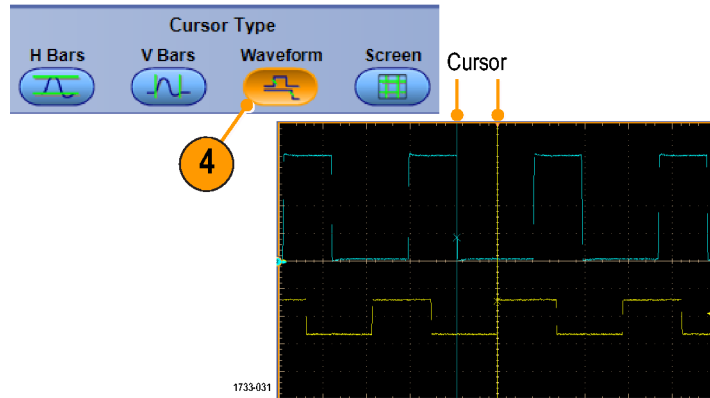 Cursor Type
H Bars V Bars Waveform Screen
Cursor
4
1733-031